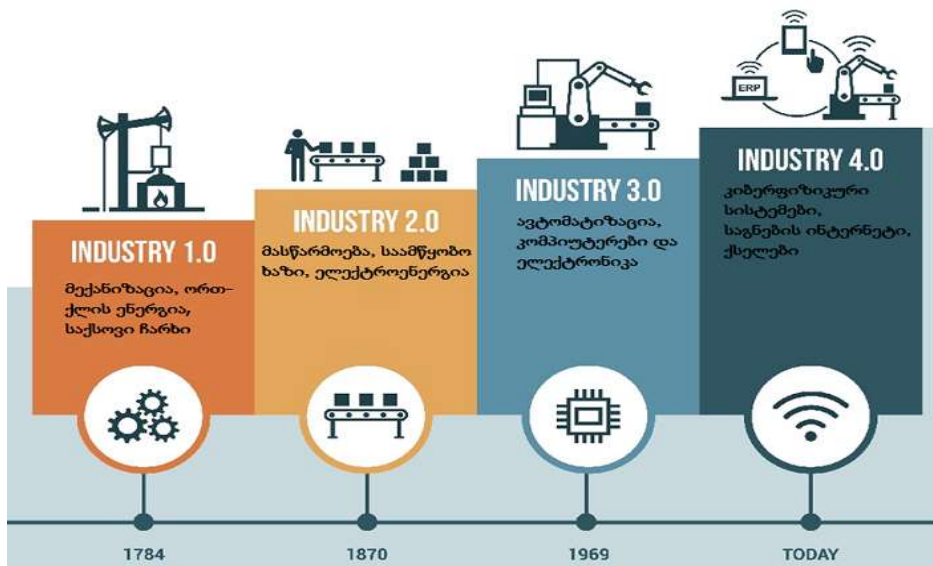 ERP
INDUSTRY 1.0
მექანიზაცია, ორთ-
ქლის ენერგია,
საქსოვი ჩარხი
INDUSTRY 2.0
მასწარმოება, საამწყობო
ხაზი, ელექტროენერგია
INDUSTRY 3.0
ავტომატიზაცია,
კომპიუტერები და
ელექტრონიკა
INDUSTRY 4.0
კიბერფიზიკური
სისტემები,
საგნების ინტერნეტი,
ქსელები
1784
1870
1969
TODAY